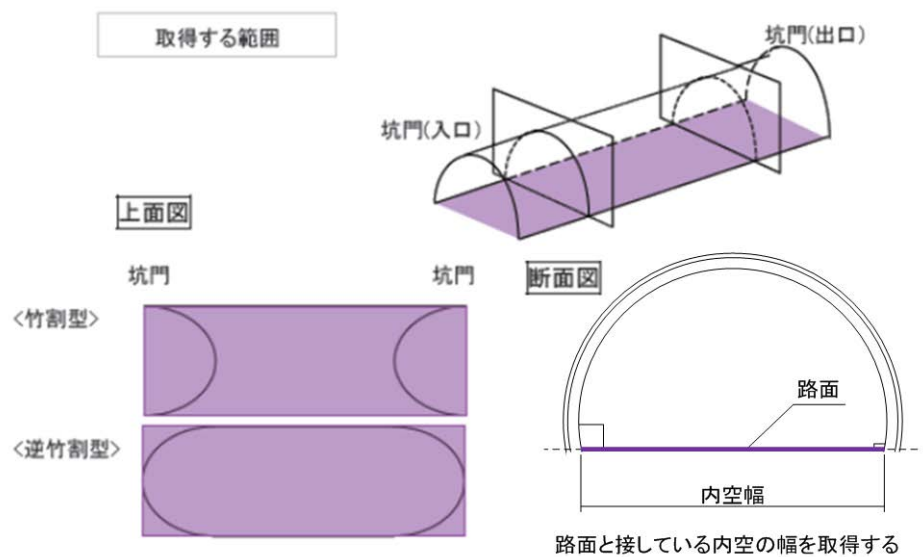 取得する範囲
坑門(出口)
坑門(入口)
上面図
坑門
坑門
断面図
<竹割型>
路面
<逆竹割型>
内空幅
路面と接している内空の幅を取得する